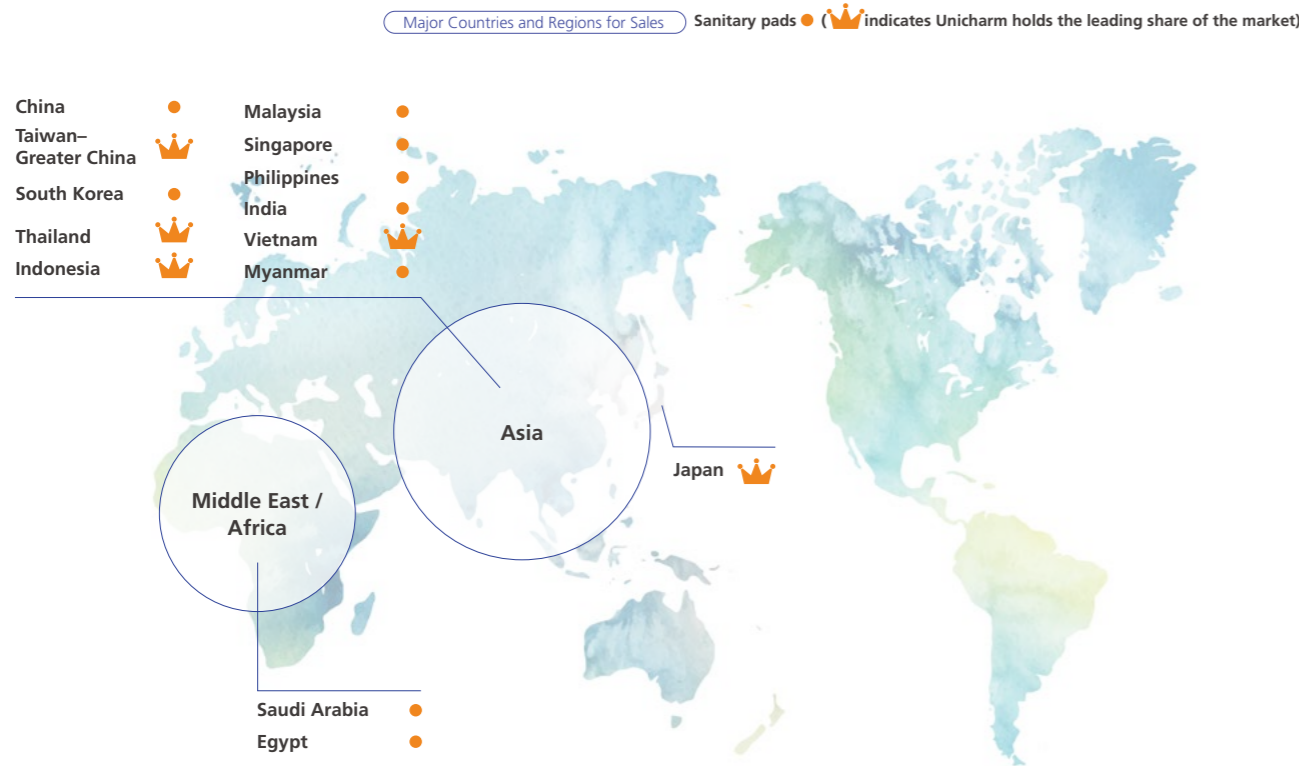 Major Countries and Regions for Sales
Sanitary pads ( indicates Unicharm holds the leading share of the market)
China
Taiwan–
Greater China
South Korea
Thailand
Indonesia
Malaysia
Singapore
Philippines
India
Vietnam
Myanmar
Asia
Japan
Middle East /
Africa
Saudi Arabia
Egypt